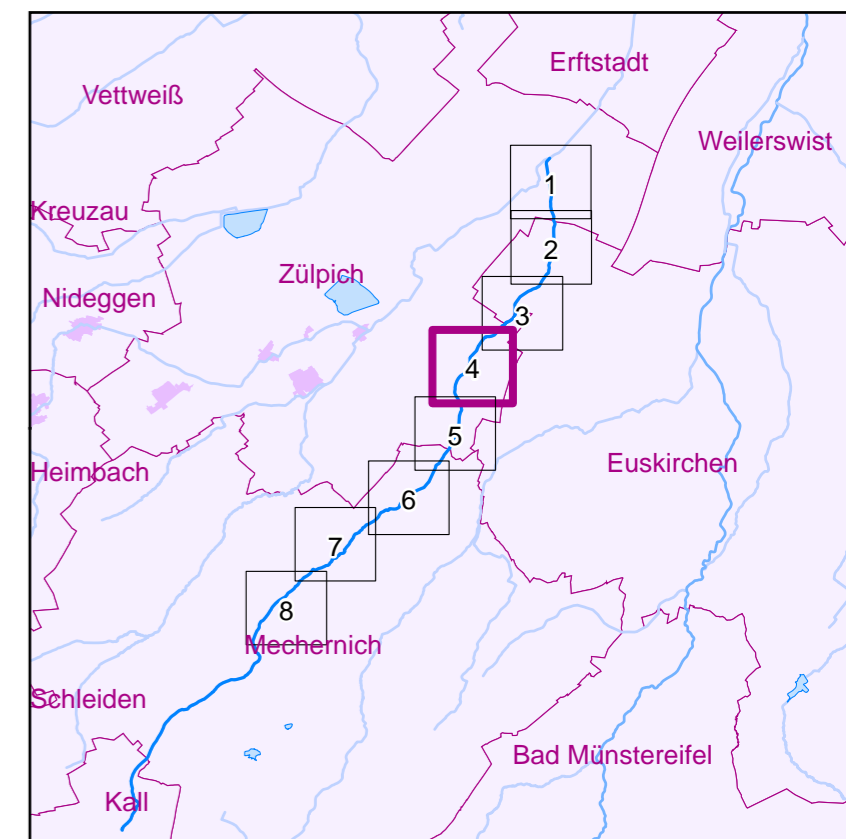 Erftstadt
Vettweiß
Weilerswist
1
Kreuzau
2
Zülpich
Nideggen
3
4
5
Euskirchen
Heimbach
6
7
8
Mechernich
Schleiden
Bad Münstereifel
Kall